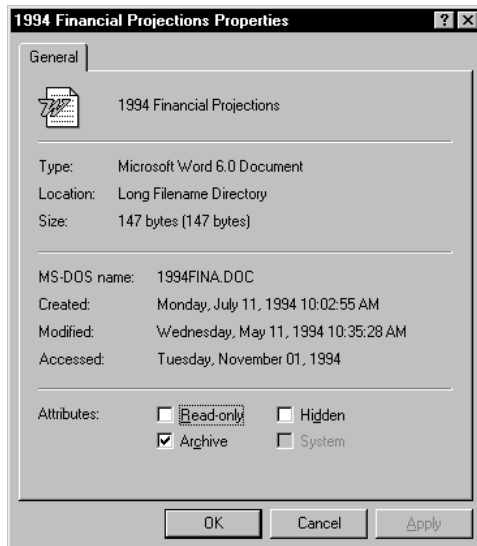 1994 Financial Projections Properties
General
1994 Financial Projections
Type: Microsoft Word 6.0 Document
Location: Long Filename Directory
Size: 147 bytes (147 bytes)
MS-DOS name: 1994FINA.DOC
Created: Monday, July 11, 1994 10:02:55 AM
Modified: Wednesday, May 11, 1994 10:35:28 AM
Accessed: Tuesday, November 01, 1994
Attributes: Read-only Hidden
Archive System
OK Cancel Apply